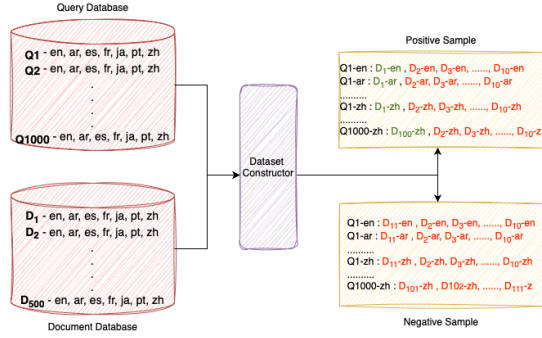 Query Database
Q1 - en, ar, es, fr, ja, pt, zh
Q2 - en, ar, es, fr, ja, pt, zh
.
.
.
Q1000 - en, ar, es, fr, ja, pt, zh
D1 - en, ar, es, fr, ja, pt, zh
D2 - en, ar, es, fr, ja, pt, zh
.
.
.
D500 - en, ar, es, fr, ja, pt, zh
Document Database
Dataset
Constructor
Positive Sample
Q1-en : D1-en , D2-en, D3-en, ......, D10-en
Q1-ar : D1-ar , D2-ar, D3-ar, ......, D10-ar
.........
Q1-zh : D1-zh , D2-zh, D3-zh, ......, D10-zh
..........
Q1000-zh : D100-zh , D2-zh, D3-zh, ......, D10-z
Q1-en : D11-en , D2-en, D3-en, ......, D10-en
Q1-ar : D11-ar, D2-ar, D3-ar, ......, D10-ar
.........
Q1-zh : D11-zh , D2-zh, D3-zh, ......, D10-zh
..........
Q1000-zh : D101-zh , D102-zh, ......, D111-z
Negative Sample